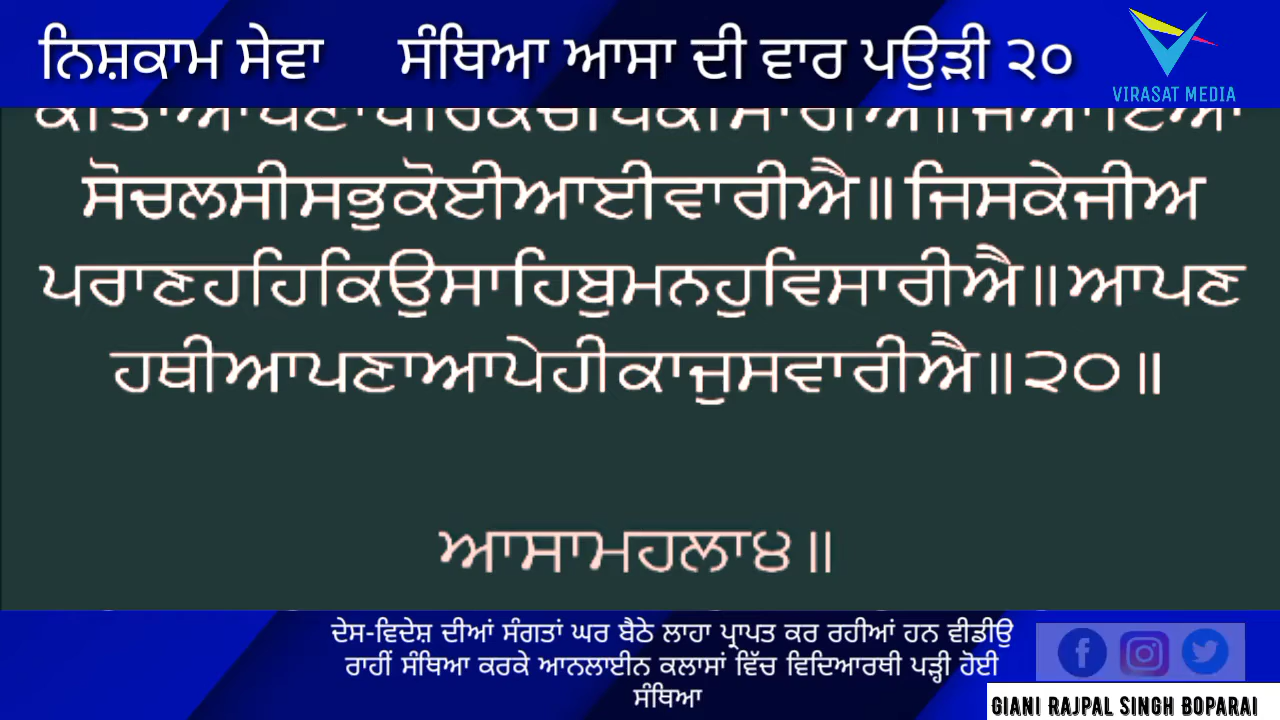 ਨਿਸ਼ਕਾਮ ਸੇਵਾ ਸੰਥਿਆ ਆਸਾ ਦੀ ਵਾਰ ਪਉੜੀ ੨੦
VIRASAT MEDIA
ਸੋਚਲਸੀਸਭੁਕੋਈਆਈਵਾਰੀਐ॥ਜਿਸਕੇਜੀਅ
ਪਰਾਣਹਹਿਕਿਉਸਾਹਿਬੁਮਨਹੁਵਿਸਾਰੀਐ॥ਆਪਣ
ਹਥੀਆਪਣਾਆਪੇਹੀਕਾਜੁਸਵਾਰੀਐ॥੨੦॥
ਆਸਾਮਹਲਾ੪॥
ਦੇਸ-ਵਿਦੇਸ਼ ਦੀਆਂ ਸੰਗਤਾਂ ਘਰ ਬੈਠੇ ਲਾਹਾ ਪ੍ਰਾਪਤ ਕਰ ਰਹੀਆਂ ਹਨ ਵੀਡੀਉ
ਰਾਹੀਂ ਸੰਥਿਆ ਕਰਕੇ ਆਨਲਾਈਨ ਕਲਾਸਾਂ ਵਿੱਚ ਵਿਦਿਆਰਥੀ ਪੜ੍ਹੀ ਹੋਈ
ਸੰਥਿਆ
GIANI RAJPAL SINGH BOPARAI